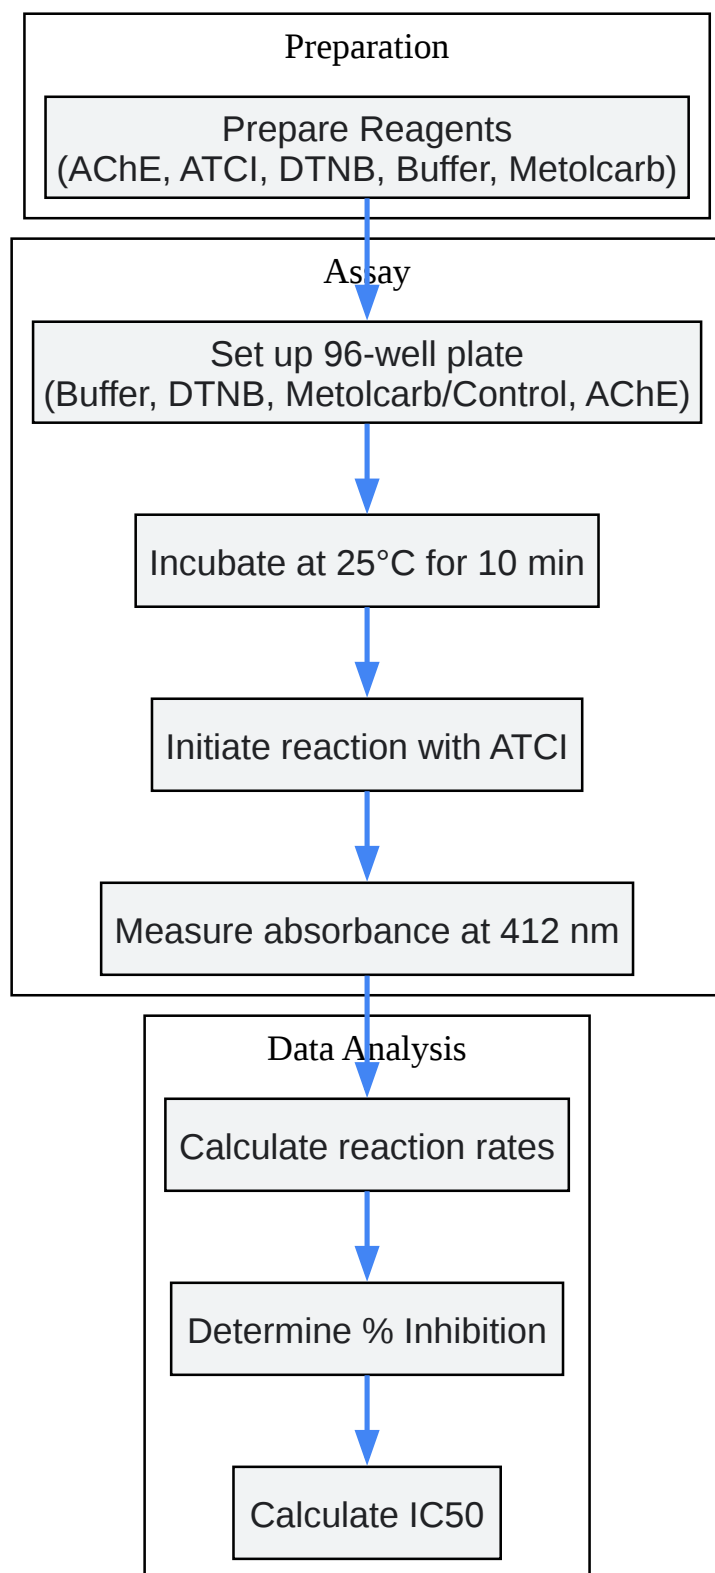 Preparation
Prepare Reagents
(AChE, ATCI, DTNB, Buffer, Metolcarb)
Assay
Set up 96-well plate
(Buffer, DTNB, Metolcarb/Control, AChE)
Incubate at 25°C for 10 min
Initiate reaction with ATCI
Measure absorbance at 412 nm
Data Analysis
Calculate reaction rates
Determine % Inhibition
Calculate IC50